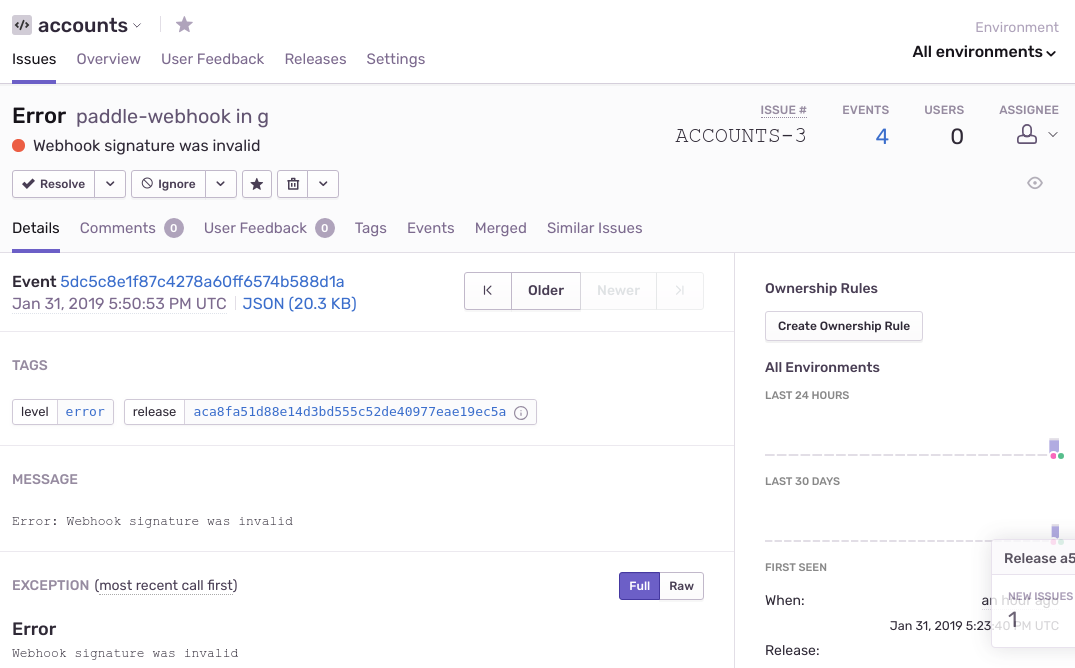 accounts
Environment
All environments
Issues Overview User Feedback Releases Settings
Error paddle-webhook in g
Webhook signature was invalid
ISSUE # EVENTS USERS ASSIGNEE
ACCOUNTS-3 4 0
Resolve Ignore
Details Comments 0 User Feedback 0 Tags Events Merged Similar Issues
Event 5dc5c8e1f87c4278a60ff6574b588d1a
Jan 31, 2019 5:50:53 PM UTC JSON (20.3 KB)
Older Newer
TAGS
level error release aca8fa51d88e14d3bd555c52de40977eae19ec5a
MESSAGE
Error: Webhook signature was invalid
EXCEPTION (most recent call first)
Full Raw
Error
Webhook signature was invalid
Ownership Rules
Create Ownership Rule
All Environments
LAST 24 HOURS
LAST 30 DAYS
FIRST SEEN
When: an hour ago
Jan 31, 2019 5:23:40 PM UTC
Release:
Release a5
NEW ISSUES
1